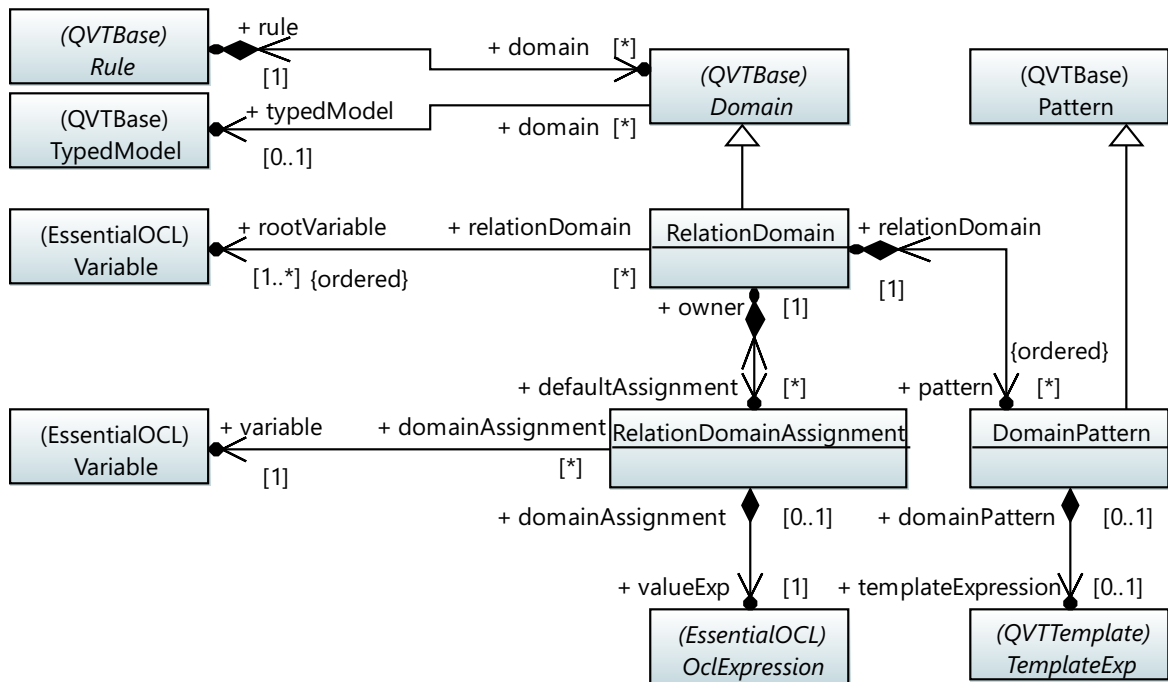 (QVTBase)
Rule
+ rule
[1]
+ domain [*]
(QVTBase)
Domain
(QVTBase)
Pattern
(QVTBase)
TypedModel
+ typedModel
[0..1]
+ domain [*]
(EssentialOCL)
Variable
+ rootVariable
[1..*] {ordered}
+ relationDomain
[*]
RelationDomain
+ relationDomain
[1]
+ owner [1]
{ordered}
+ defaultAssignment [*]
+ pattern [*]
(EssentialOCL)
Variable
+ variable
[1]
+ domainAssignment
[*]
RelationDomainAssignment
DomainPattern
+ domainAssignment [0..1]
+ domainPattern [0..1]
+ valueExp [1]
+ templateExpression [0..1]
(EssentialOCL)
OclExpression
(QVTTemplate)
TemplateExp